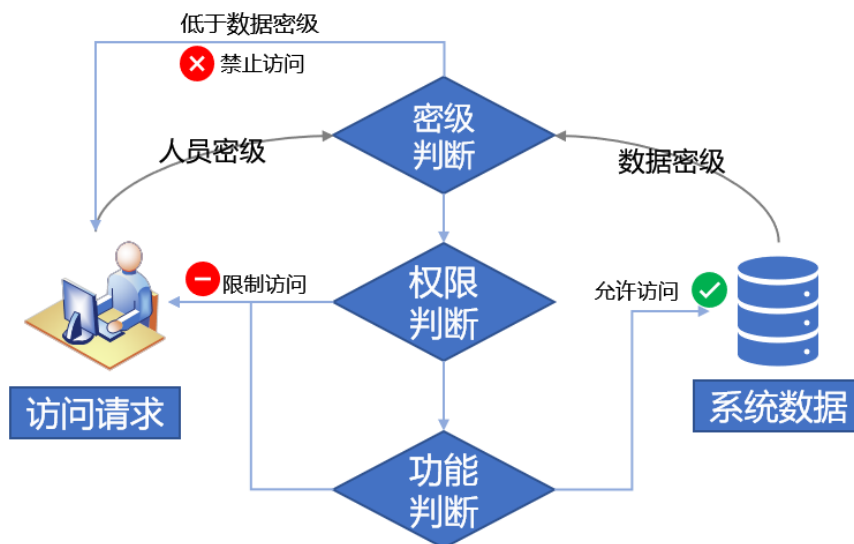 低于数据密级
禁止访问
密级
判断
人员密级
数据密级
权限
判断
限制访问
允许访问
访问请求
系统数据
功能
判断